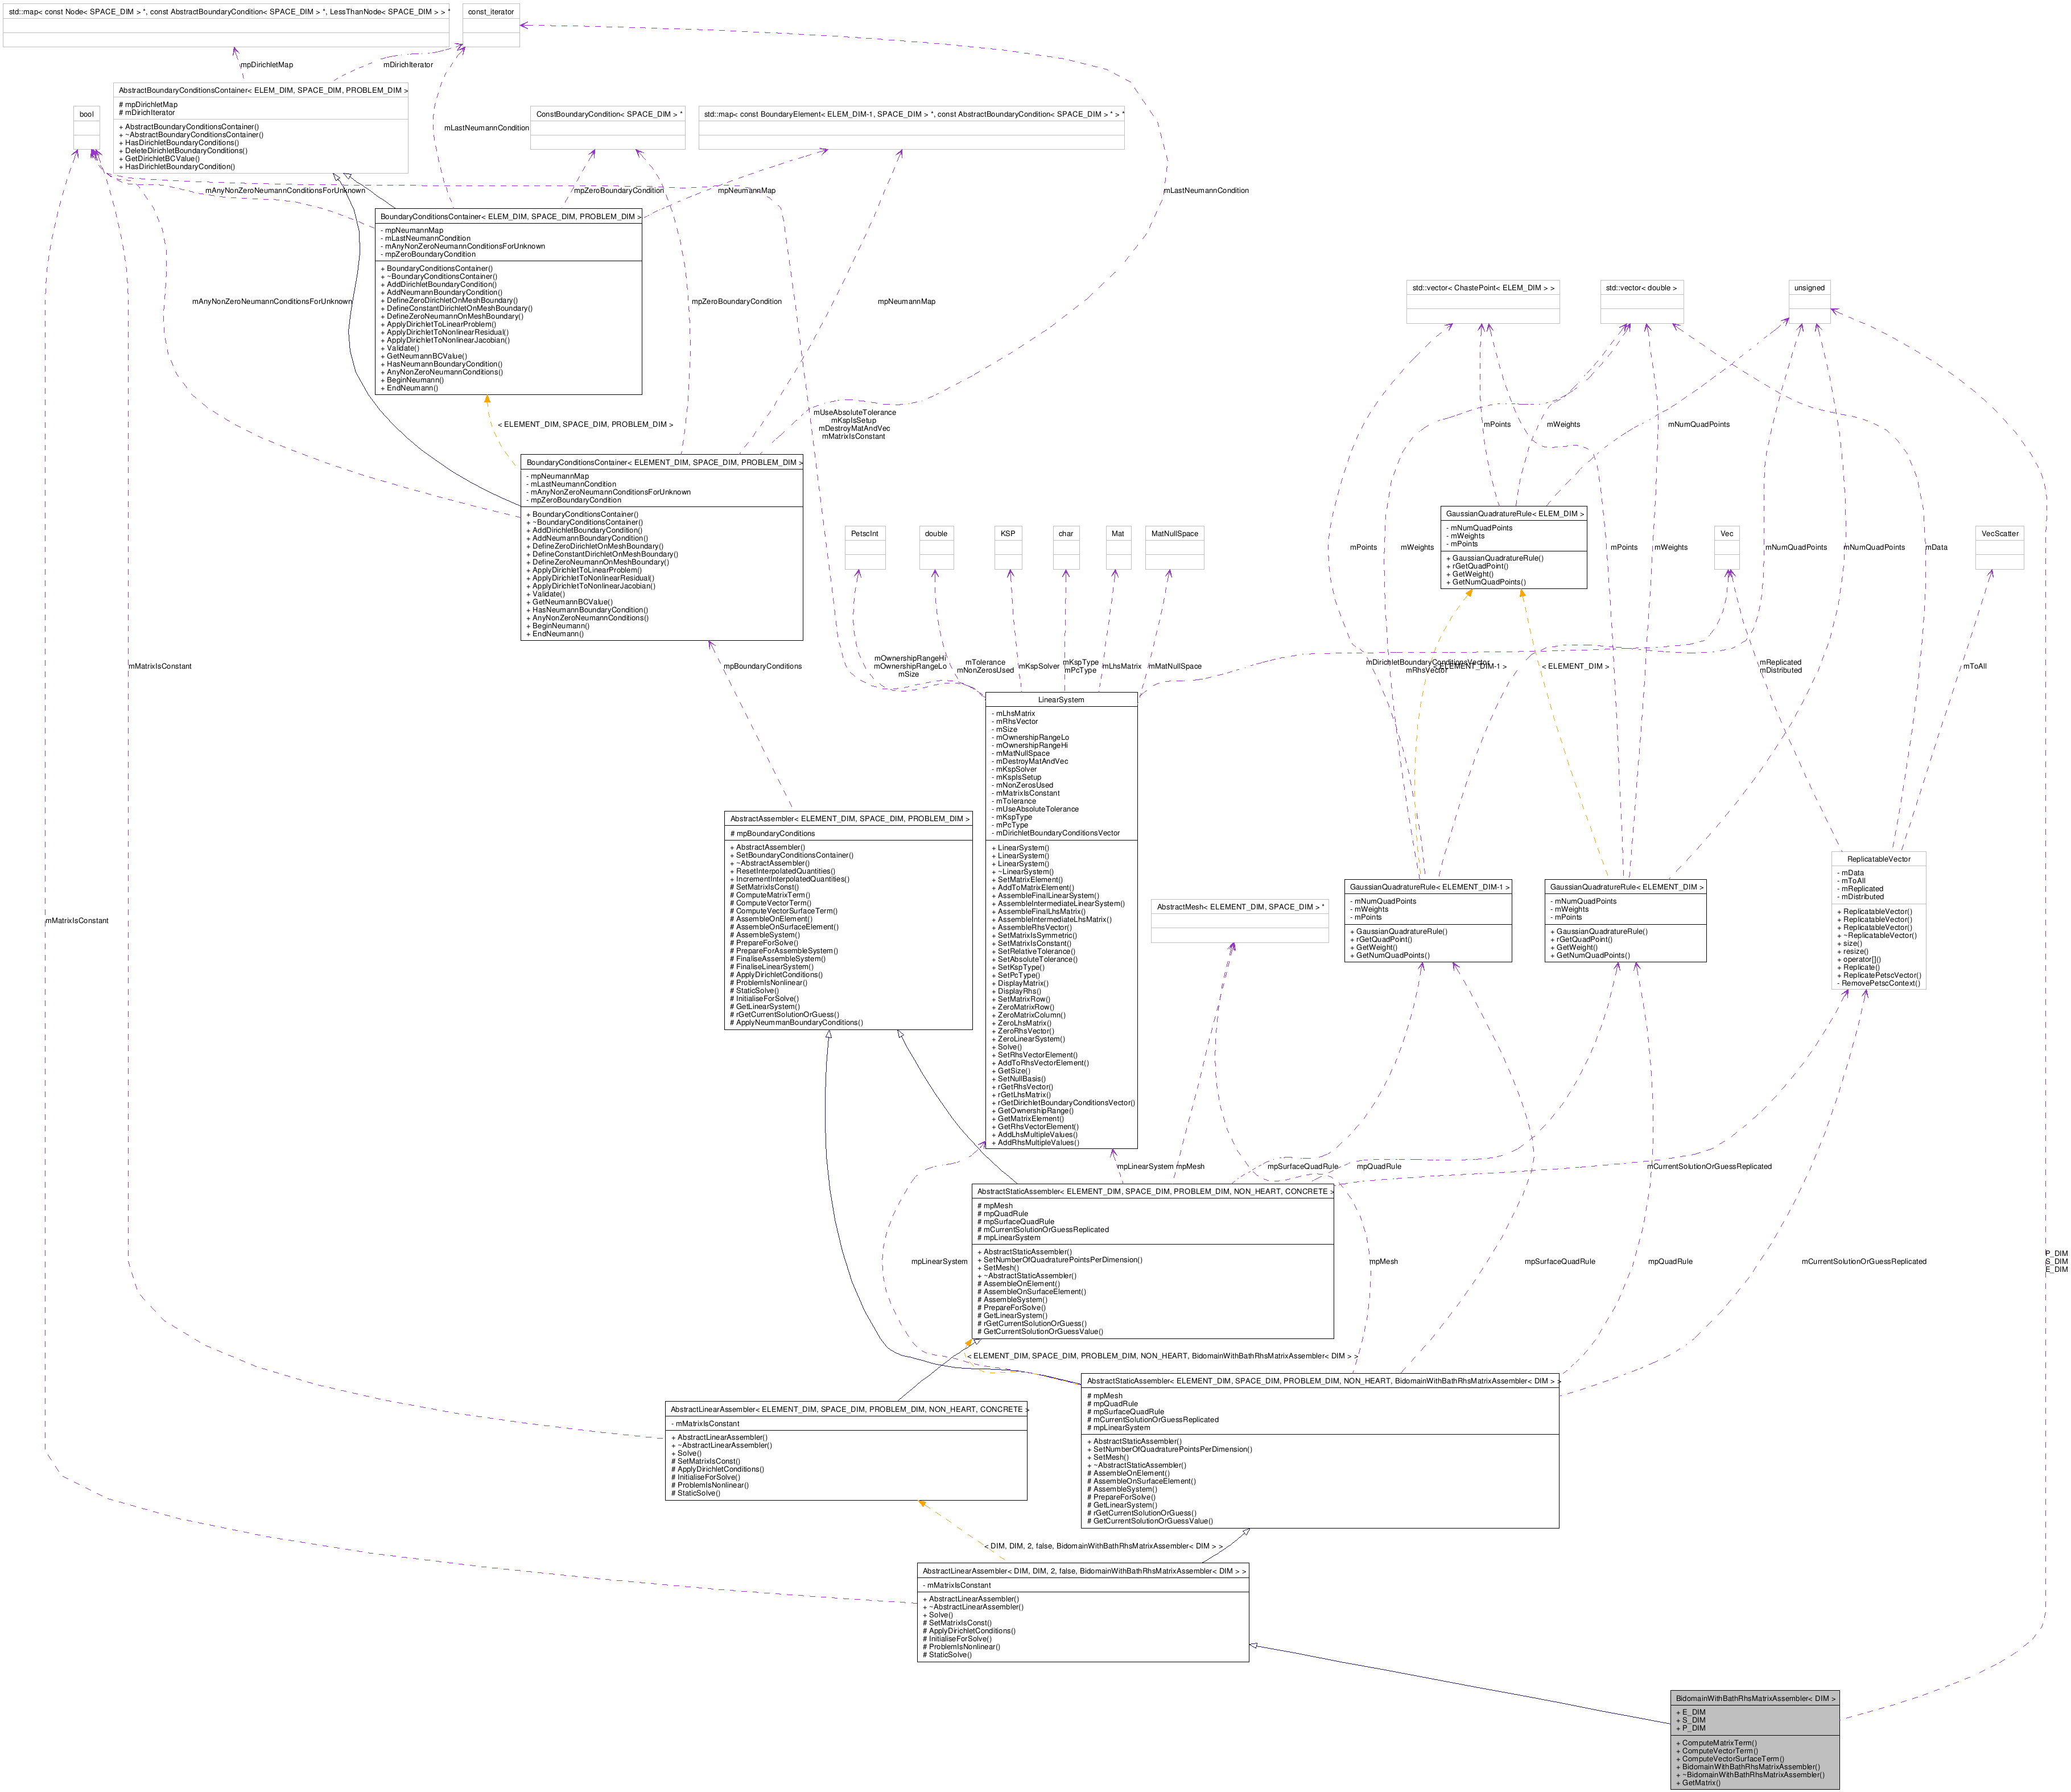 std::map< const Node< SPACE_DIM > *, const AbstractBoundaryCondition< SPACE_DIM > *, LessThanNode< SPACE_DIM > > *
const_iterator
mpDirichletMap
mDirichIterator
AbstractBoundaryConditionsContainer< ELEM_DIM, SPACE_DIM, PROBLEM_DIM >
# mpDirichletMap
# mDirichIterator
+ AbstractBoundaryConditionsContainer()
+ ~AbstractBoundaryConditionsContainer()
+ HasDirichletBoundaryConditions()
+ DeleteDirichletBoundaryConditions()
+ GetDirichletBCValue()
+ HasDirichletBoundaryCondition()
bool
mLastNeumannCondition
ConstBoundaryCondition< SPACE_DIM > *
std::map< const BoundaryElement< ELEM_DIM-1, SPACE_DIM > *, const AbstractBoundaryCondition< SPACE_DIM > * > *
mAnyNonZeroNeumannConditionsForUnknown
mpZeroBoundaryCondition
mpNeumannMap
mLastNeumannCondition
BoundaryConditionsContainer< ELEM_DIM, SPACE_DIM, PROBLEM_DIM >
- mpNeumannMap
- mLastNeumannCondition
- mAnyNonZeroNeumannConditionsForUnknown
- mpZeroBoundaryCondition
+ BoundaryConditionsContainer()
+ ~BoundaryConditionsContainer()
+ AddDirichletBoundaryCondition()
+ AddNeumannBoundaryCondition()
+ DefineZeroDirichletOnMeshBoundary()
+ DefineConstantDirichletOnMeshBoundary()
+ DefineZeroNeumannOnMeshBoundary()
+ ApplyDirichletToLinearProblem()
+ ApplyDirichletToNonlinearResidual()
+ ApplyDirichletToNonlinearJacobian()
+ Validate()
+ GetNeumannBCValue()
+ HasNeumannBoundaryCondition()
+ AnyNonZeroNeumannConditions()
+ BeginNeumann()
+ EndNeumann()
mAnyNonZeroNeumannConditionsForUnknown
mpZeroBoundaryCondition
mpNeumannMap
std::vector< ChastePoint< ELEM_DIM > >
std::vector< double >
unsigned
< ELEMENT_DIM, SPACE_DIM, PROBLEM_DIM >
mUseAbsoluteTolerance
mKspIsSetup
mDestroyMatAndVec
mMatrixIsConstant
mPoints
mWeights
mNumQuadPoints
BoundaryConditionsContainer< ELEMENT_DIM, SPACE_DIM, PROBLEM_DIM >
- mpNeumannMap
- mLastNeumannCondition
- mAnyNonZeroNeumannConditionsForUnknown
- mpZeroBoundaryCondition
+ BoundaryConditionsContainer()
+ ~BoundaryConditionsContainer()
+ AddDirichletBoundaryCondition()
+ AddNeumannBoundaryCondition()
+ DefineZeroDirichletOnMeshBoundary()
+ DefineConstantDirichletOnMeshBoundary()
+ DefineZeroNeumannOnMeshBoundary()
+ ApplyDirichletToLinearProblem()
+ ApplyDirichletToNonlinearResidual()
+ ApplyDirichletToNonlinearJacobian()
+ Validate()
+ GetNeumannBCValue()
+ HasNeumannBoundaryCondition()
+ AnyNonZeroNeumannConditions()
+ BeginNeumann()
+ EndNeumann()
PetscInt
double
KSP
char
Mat
MatNullSpace
GaussianQuadratureRule< ELEM_DIM >
- mNumQuadPoints
- mWeights
- mPoints
+ GaussianQuadratureRule()
+ rGetQuadPoint()
+ GetWeight()
+ GetNumQuadPoints()
Vec
VecScatter
mPoints
mWeights
mPoints
mWeights
mNumQuadPoints
mNumQuadPoints
mData
mMatrixIsConstant
mpBoundaryConditions
mOwnershipRangeHi
mOwnershipRangeLo
mSize
mTolerance
mNonZerosUsed
mKspSolver
mKspType
mPcType
mLhsMatrix
mMatNullSpace
mDirichletBoundaryConditionsVector
mRhsVector
< ELEMENT_DIM-1 >
< ELEMENT_DIM >
mReplicated
mDistributed
mToAll
LinearSystem
- mLhsMatrix
- mRhsVector
- mSize
- mOwnershipRangeLo
- mOwnershipRangeHi
- mMatNullSpace
- mDestroyMatAndVec
- mKspSolver
- mKspIsSetup
- mNonZerosUsed
- mMatrixIsConstant
- mTolerance
- mUseAbsoluteTolerance
- mKspType
- mPcType
- mDirichletBoundaryConditionsVector
+ LinearSystem()
+ LinearSystem()
+ LinearSystem()
+ ~LinearSystem()
+ SetMatrixElement()
+ AddToMatrixElement()
+ AssembleFinalLinearSystem()
+ AssembleIntermediateLinearSystem()
+ AssembleFinalLhsMatrix()
+ AssembleIntermediateLhsMatrix()
+ AssembleRhsVector()
+ SetMatrixIsSymmetric()
+ SetMatrixIsConstant()
+ SetRelativeTolerance()
+ SetAbsoluteTolerance()
+ SetKspType()
+ SetPcType()
+ DisplayMatrix()
+ DisplayRhs()
+ SetMatrixRow()
+ ZeroMatrixRow()
+ ZeroMatrixColumn()
+ ZeroLhsMatrix()
+ ZeroRhsVector()
+ ZeroLinearSystem()
+ Solve()
+ SetRhsVectorElement()
+ AddToRhsVectorElement()
+ GetSize()
+ SetNullBasis()
+ rGetRhsVector()
+ rGetLhsMatrix()
+ rGetDirichletBoundaryConditionsVector()
+ GetOwnershipRange()
+ GetMatrixElement()
+ GetRhsVectorElement()
+ AddLhsMultipleValues()
+ AddRhsMultipleValues()
AbstractAssembler< ELEMENT_DIM, SPACE_DIM, PROBLEM_DIM >
# mpBoundaryConditions
+ AbstractAssembler()
+ SetBoundaryConditionsContainer()
+ ~AbstractAssembler()
+ ResetInterpolatedQuantities()
+ IncrementInterpolatedQuantities()
# SetMatrixIsConst()
# ComputeMatrixTerm()
# ComputeVectorTerm()
# ComputeVectorSurfaceTerm()
# AssembleOnElement()
# AssembleOnSurfaceElement()
# AssembleSystem()
# PrepareForSolve()
# PrepareForAssembleSystem()
# FinaliseAssembleSystem()
# FinaliseLinearSystem()
# ApplyDirichletConditions()
# ProblemIsNonlinear()
# StaticSolve()
# InitialiseForSolve()
# GetLinearSystem()
# rGetCurrentSolutionOrGuess()
# ApplyNeummanBoundaryConditions()
AbstractMesh< ELEMENT_DIM, SPACE_DIM > *
GaussianQuadratureRule< ELEMENT_DIM-1 >
- mNumQuadPoints
- mWeights
- mPoints
+ GaussianQuadratureRule()
+ rGetQuadPoint()
+ GetWeight()
+ GetNumQuadPoints()
GaussianQuadratureRule< ELEMENT_DIM >
- mNumQuadPoints
- mWeights
- mPoints
+ GaussianQuadratureRule()
+ rGetQuadPoint()
+ GetWeight()
+ GetNumQuadPoints()
ReplicatableVector
- mData
- mToAll
- mReplicated
- mDistributed
+ ReplicatableVector()
+ ReplicatableVector()
+ ReplicatableVector()
+ ~ReplicatableVector()
+ size()
+ resize()
+ operator[]()
+ Replicate()
+ ReplicatePetscVector()
- RemovePetscContext()
mMatrixIsConstant
mpLinearSystem
mpMesh
mpSurfaceQuadRule
mpQuadRule
mCurrentSolutionOrGuessReplicated
AbstractStaticAssembler< ELEMENT_DIM, SPACE_DIM, PROBLEM_DIM, NON_HEART, CONCRETE >
# mpMesh
# mpQuadRule
# mpSurfaceQuadRule
# mCurrentSolutionOrGuessReplicated
# mpLinearSystem
+ AbstractStaticAssembler()
+ SetNumberOfQuadraturePointsPerDimension()
+ SetMesh()
+ ~AbstractStaticAssembler()
# AssembleOnElement()
# AssembleOnSurfaceElement()
# AssembleSystem()
# PrepareForSolve()
# GetLinearSystem()
# rGetCurrentSolutionOrGuess()
# GetCurrentSolutionOrGuessValue()
mpLinearSystem
mpMesh
mpSurfaceQuadRule
mpQuadRule
mCurrentSolutionOrGuessReplicated
P_DIM
S_DIM
E_DIM
< ELEMENT_DIM, SPACE_DIM, PROBLEM_DIM, NON_HEART, BidomainWithBathRhsMatrixAssembler< DIM > >
AbstractStaticAssembler< ELEMENT_DIM, SPACE_DIM, PROBLEM_DIM, NON_HEART, BidomainWithBathRhsMatrixAssembler< DIM > >
# mpMesh
# mpQuadRule
# mpSurfaceQuadRule
# mCurrentSolutionOrGuessReplicated
# mpLinearSystem
+ AbstractStaticAssembler()
+ SetNumberOfQuadraturePointsPerDimension()
+ SetMesh()
+ ~AbstractStaticAssembler()
# AssembleOnElement()
# AssembleOnSurfaceElement()
# AssembleSystem()
# PrepareForSolve()
# GetLinearSystem()
# rGetCurrentSolutionOrGuess()
# GetCurrentSolutionOrGuessValue()
AbstractLinearAssembler< ELEMENT_DIM, SPACE_DIM, PROBLEM_DIM, NON_HEART, CONCRETE >
- mMatrixIsConstant
+ AbstractLinearAssembler()
+ ~AbstractLinearAssembler()
+ Solve()
# SetMatrixIsConst()
# ApplyDirichletConditions()
# InitialiseForSolve()
# ProblemIsNonlinear()
# StaticSolve()
< DIM, DIM, 2, false, BidomainWithBathRhsMatrixAssembler< DIM > >
AbstractLinearAssembler< DIM, DIM, 2, false, BidomainWithBathRhsMatrixAssembler< DIM > >
- mMatrixIsConstant
+ AbstractLinearAssembler()
+ ~AbstractLinearAssembler()
+ Solve()
# SetMatrixIsConst()
# ApplyDirichletConditions()
# InitialiseForSolve()
# ProblemIsNonlinear()
# StaticSolve()
BidomainWithBathRhsMatrixAssembler< DIM >
+ E_DIM
+ S_DIM
+ P_DIM
+ ComputeMatrixTerm()
+ ComputeVectorTerm()
+ ComputeVectorSurfaceTerm()
+ BidomainWithBathRhsMatrixAssembler()
+ ~BidomainWithBathRhsMatrixAssembler()
+ GetMatrix()